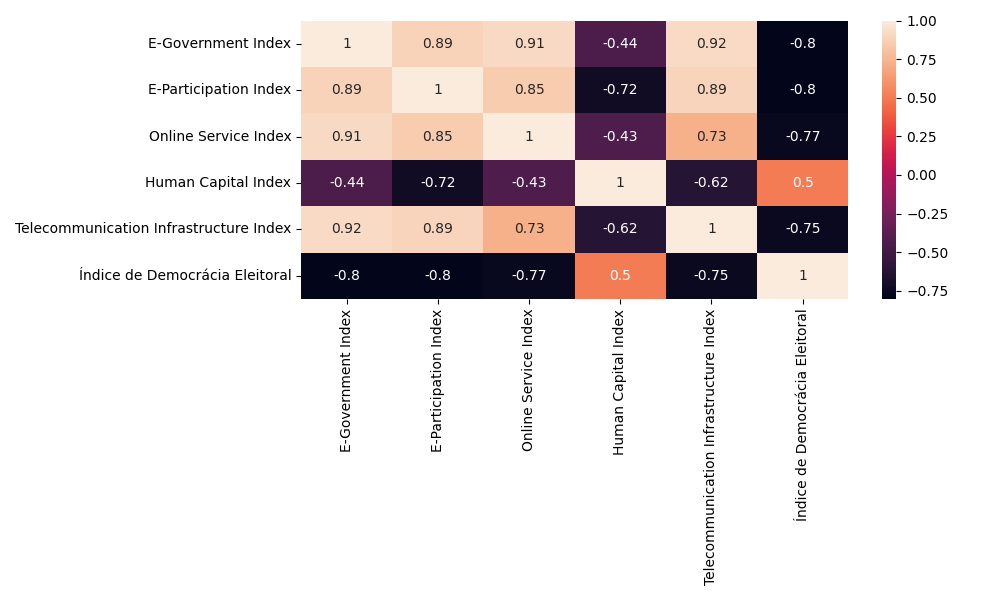 E-Government Index 1 0.89 0.91 -0.44 0.92 -0.8
E-Participation Index 0.89 1 0.85 -0.72 0.89 -0.8
Online Service Index 0.91 0.85 1 -0.43 0.73 -0.77
Human Capital Index -0.44 -0.72 -0.43 1 -0.62 0.5
Telecommunication Infrastructure Index 0.92 0.89 0.73 -0.62 1 -0.75
Índice de Democrácia Eleitoral -0.8 -0.8 -0.77 0.5 -0.75 1
E-Government Index
E-Participation Index
Online Service Index
Human Capital Index
Telecommunication Infrastructure Index
Índice de Democrácia Eleitoral
1.00
0.75
0.50
0.25
0.00
−0.25
−0.50
−0.75